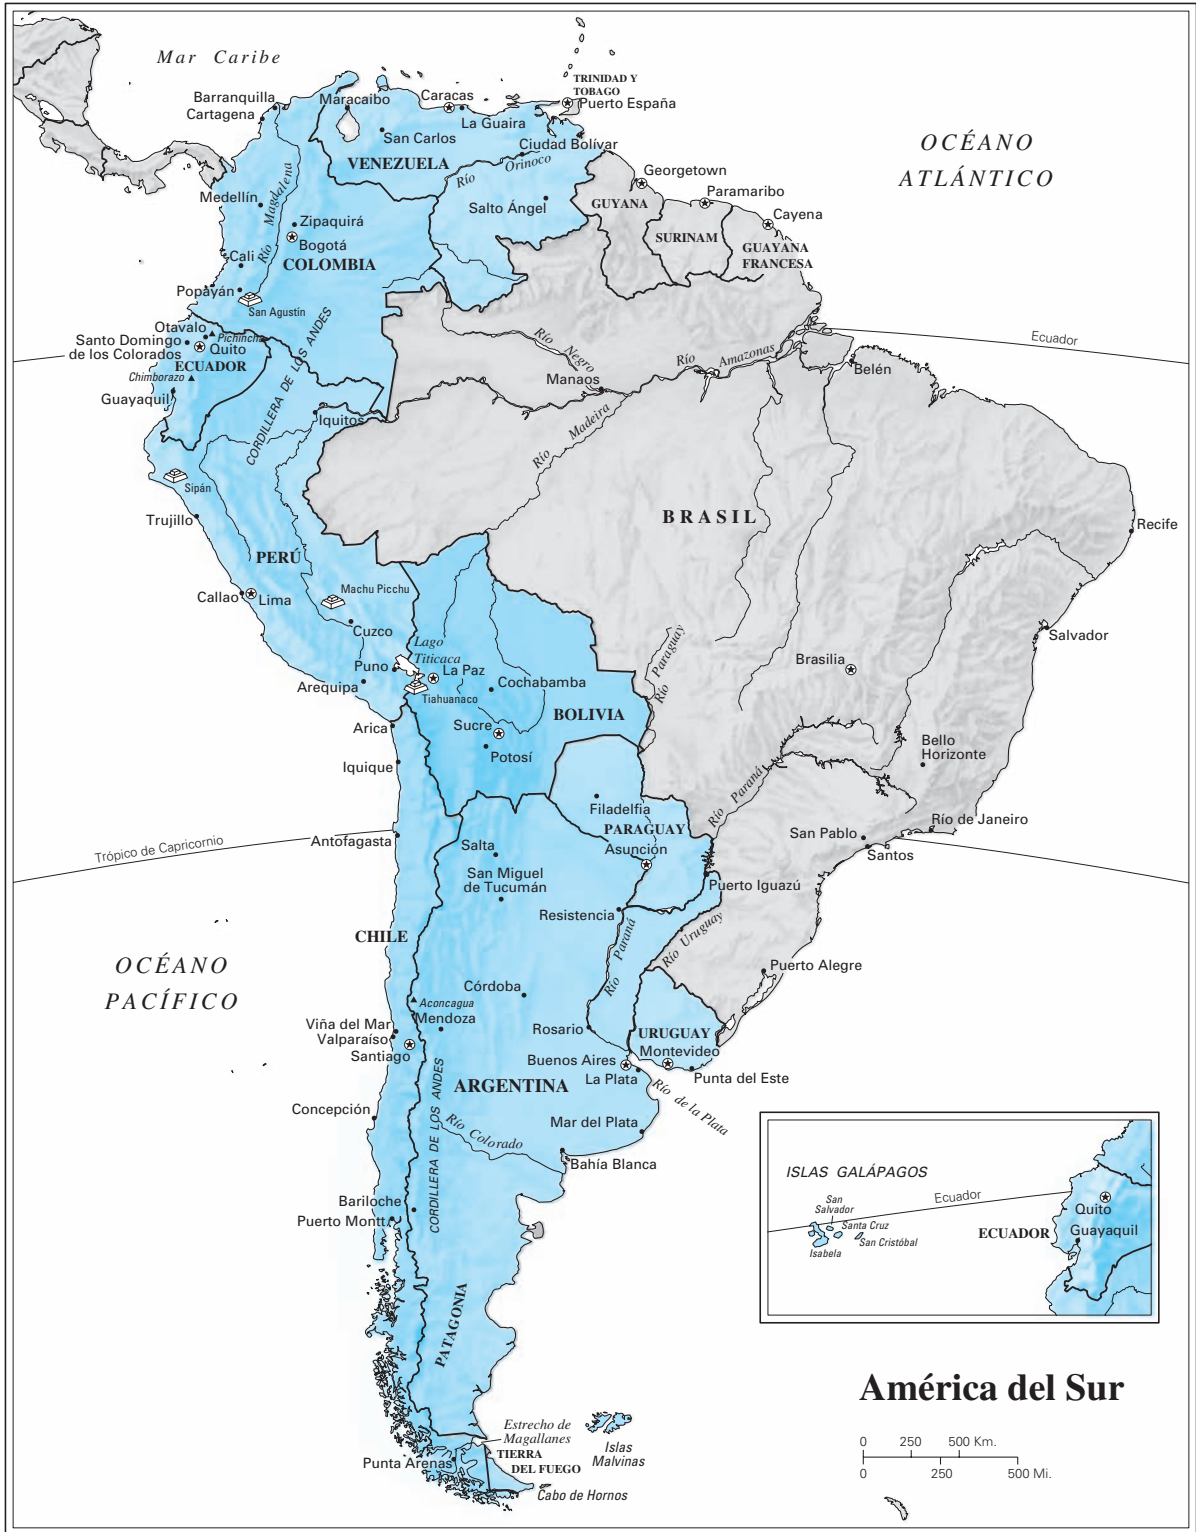 Mar Caribe
TRINIDAD Y
TOBAGO
Puerto España
Barranquilla
Cartagena
Maracaibo
Caracas
La Guaira
San Carlos
Ciudad Bolívar
VENEZUELA
Río Orinoco
OCÉANO
ATLÁNTICO
Georgetown
Paramaribo
Cayena
GUYANA
SURINAM
GUAYANA
FRANCESA
Medellín
Río Magdalena
Salto Ángel
Zipaquirá
Bogotá
COLOMBIA
Cali
Popayán
San Agustín
Otavalo
Pichincha
Santo Domingo
de los Colorados
Quito
ECUADOR
Chimborazo
Guayaquil
CORDILLERA DE LOS ANDES
Iquitos
Río Negro
Manaos
Río Amazonas
Río Madeira
Belén
Ecuador
Sipán
Trujillo
BRASIL
Recife
PERÚ
Machu Picchu
Callao
Lima
Cuzco
Lago
Titicaca
Puno
La Paz
Arequipa
Tiahuanaco
Cochabamba
BOLIVIA
Río Paraguay
Brasilia
Salvador
Arica
Sucre
Potosí
Iquique
Bello
Horizonte
Filadelfia
PARAGUAY
Asunción
Río Paraná
San Pablo
Río de Janeiro
Santos
Trópico de Capricornio
Antofagasta
Salta
San Miguel
de Tucumán
Puerto Iguazú
Resistencia
Río Paraná
Río Uruguay
CHILE
OCÉANO
PACÍFICO
Puerto Alegre
Córdoba
Aconcagua
Mendoza
Viña del Mar
Valparaíso
Santiago
Rosario
URUGUAY
Montevideo
Buenos Aires
La Plata
Punta del Este
Río de la Plata
ARGENTINA
CORDILLERA DE LOS ANDES
Concepción
Río Colorado
Mar del Plata
Bahía Blanca
Bariloche
Puerto Montt
PATAGONIA
ISLAS GALÁPAGOS
Ecuador
San
Salvador
Santa Cruz
San Cristóbal
Isabela
ECUADOR
Quito
Guayaquil
América del Sur
0 250 500 Km.
0 250 500 Mi.
Estrecho de
Magallanes
TIERRA
DEL FUEGO
Punta Arenas
Islas
Malvinas
Cabo de Hornos